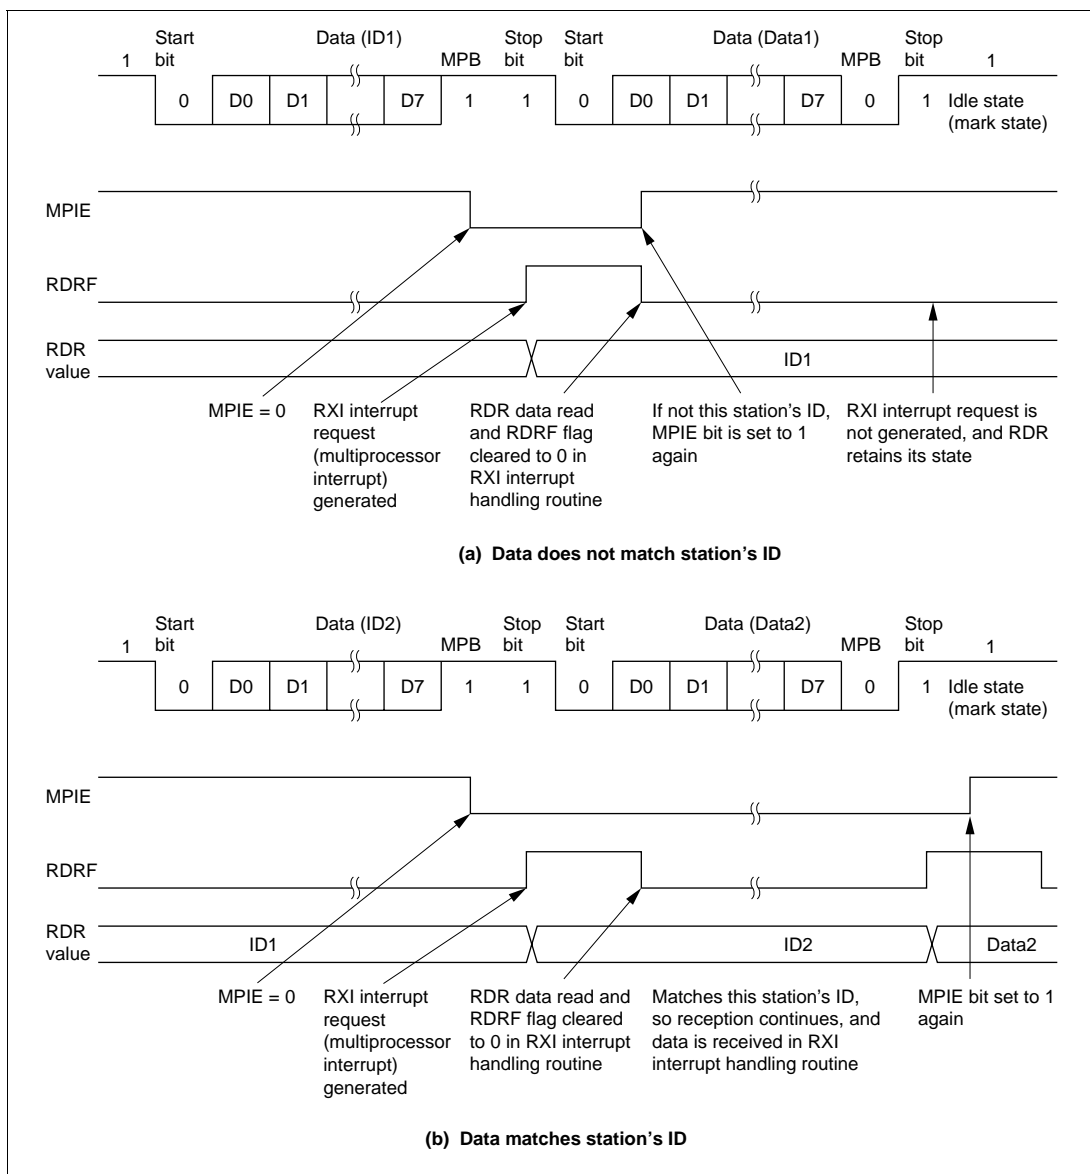 Start bit Data (ID1) Stop bit Start bit Data (Data1) Stop bit
1 MPB MPB 1
0 D0 D1 D7 1 1 0 D0 D1 D7 0 1 Idle state (mark state)
MPIE
RDRF
RDR value
ID1
MPIE = 0
RXI interrupt
request
(multiprocessor
interrupt)
generated
RDR data read
and RDRF flag
cleared to 0 in
RXI interrupt
handling routine
If not this station's ID,
MPIE bit is set to 1
again
RXI interrupt request is
not generated, and RDR
retains its state
(a) Data does not match station's ID
Start bit Data (ID2) Stop bit Start bit Data (Data2) Stop bit
1 MPB MPB 1
0 D0 D1 D7 1 1 0 D0 D1 D7 0 1 Idle state (mark state)
MPIE
RDRF
RDR value
ID1 ID2 Data2
MPIE = 0
RXI interrupt
request
(multiprocessor
interrupt)
generated
RDR data read and
RDRF flag cleared
to 0 in RXI interrupt
handling routine
Matches this station's ID,
so reception continues, and
data is received in RXI
interrupt handling routine
MPIE bit set to 1
again
(b) Data matches station's ID